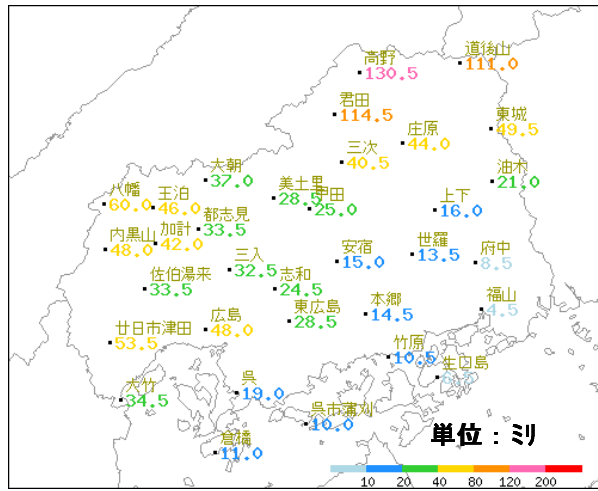 高野
130.5
道後山
111.0
君田
114.5
東城
49.5
庄原
44.0
三次
40.5
大朝
37.0
油木
21.0
八幡
60.0
王泊
46.0
美土里
28.5
甲田
25.0
上下
16.0
都志見
33.5
内黒山
48.0
加計
42.0
三入
32.5
安宿
15.0
世羅
13.5
府中
8.5
佐伯湯来
33.5
志和
24.5
東広島
28.5
本郷
14.5
福山
4.5
廿日市津田
53.5
広島
48.0
竹原
10.5
生口島
大竹
34.5
呉
19.0
呉市蒲刈
10.0
倉橋
11.0
単位：ミリ
10 20 40 80 120 200